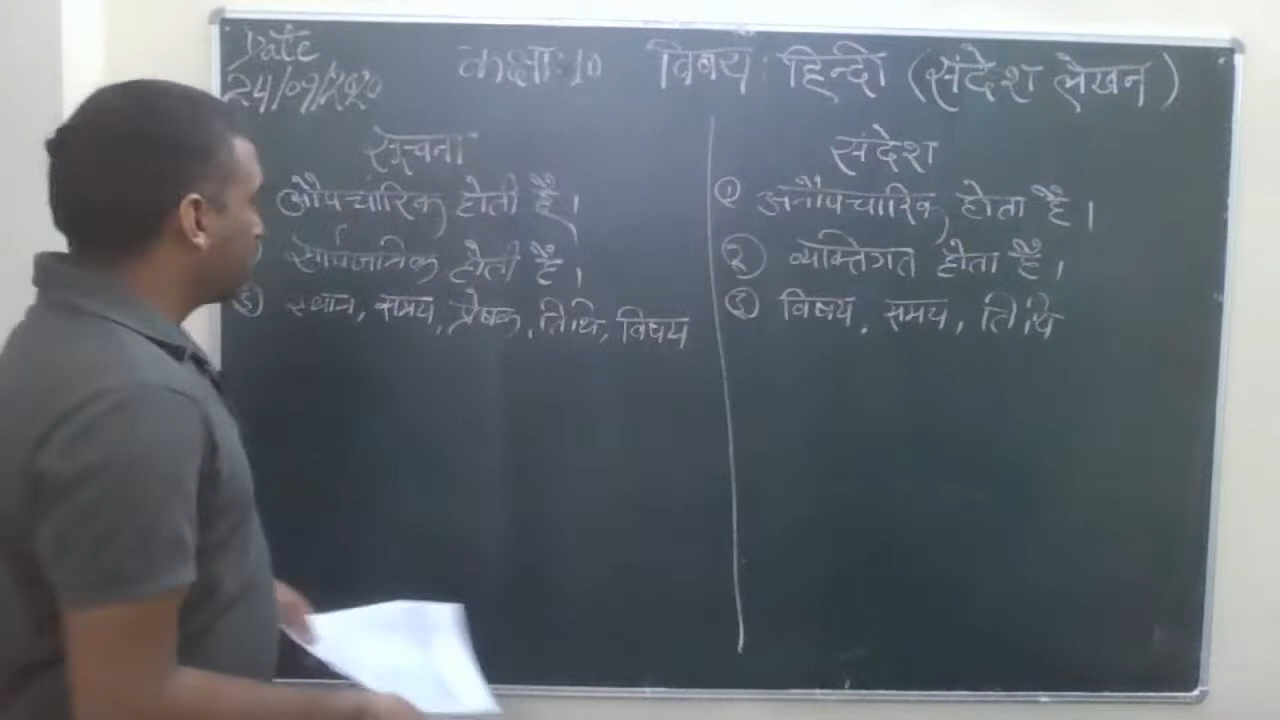 Date
24/07/2020 कक्षा:10 विषय: हिन्दी (संदेश लेखन)
सूचना
औपचारिक होती है।
सार्वजनिक होती है।
③ स्थान, समय, प्रेषक, तिथि, विषय
संदेश
① अनौपचारिक होता है।
② व्यक्तिगत होता है।
③ विषय, समय, तिथि